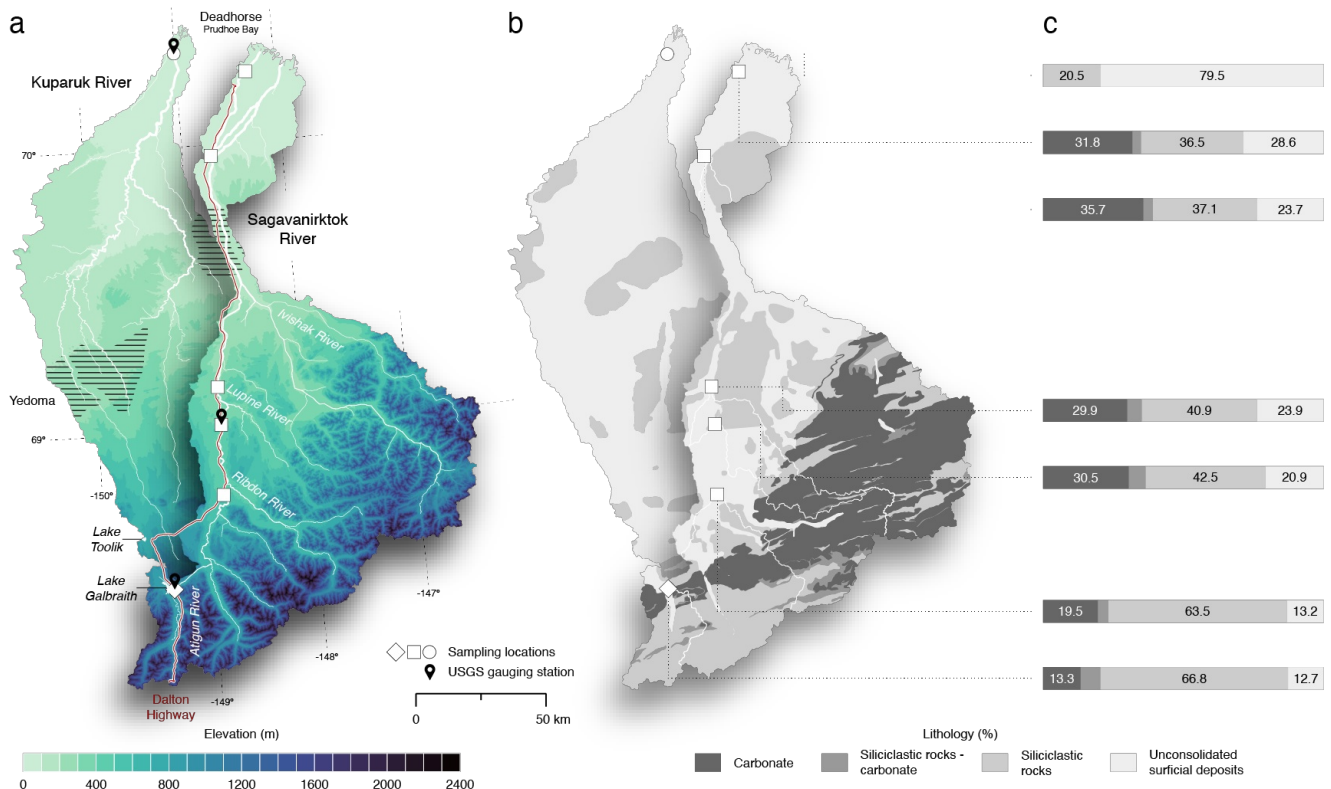 a
Deadhorse
Prudhoe Bay
Kuparuk River
70°
Sagavanirktok
River
Ivishak River
Lupine River
Yedoma
69°
Ribdon River
-150°
Lake
Toolik
Lake
Galbraith
Atigun River
-147°
-148°
-149°
Dalton
Highway
Sampling locations
USGS gauging station
0 50 km
Elevation (m)
0 400 800 1200 1600 2000 2400
b
c
20.5 79.5
31.8 36.5 28.6
35.7 37.1 23.7
29.9 40.9 23.9
30.5 42.5 20.9
19.5 63.5 13.2
13.3 66.8 12.7
Lithology (%)
Carbonate
Siliciclastic rocks -
carbonate
Siliciclastic
rocks
Unconsolidated
surficial deposits